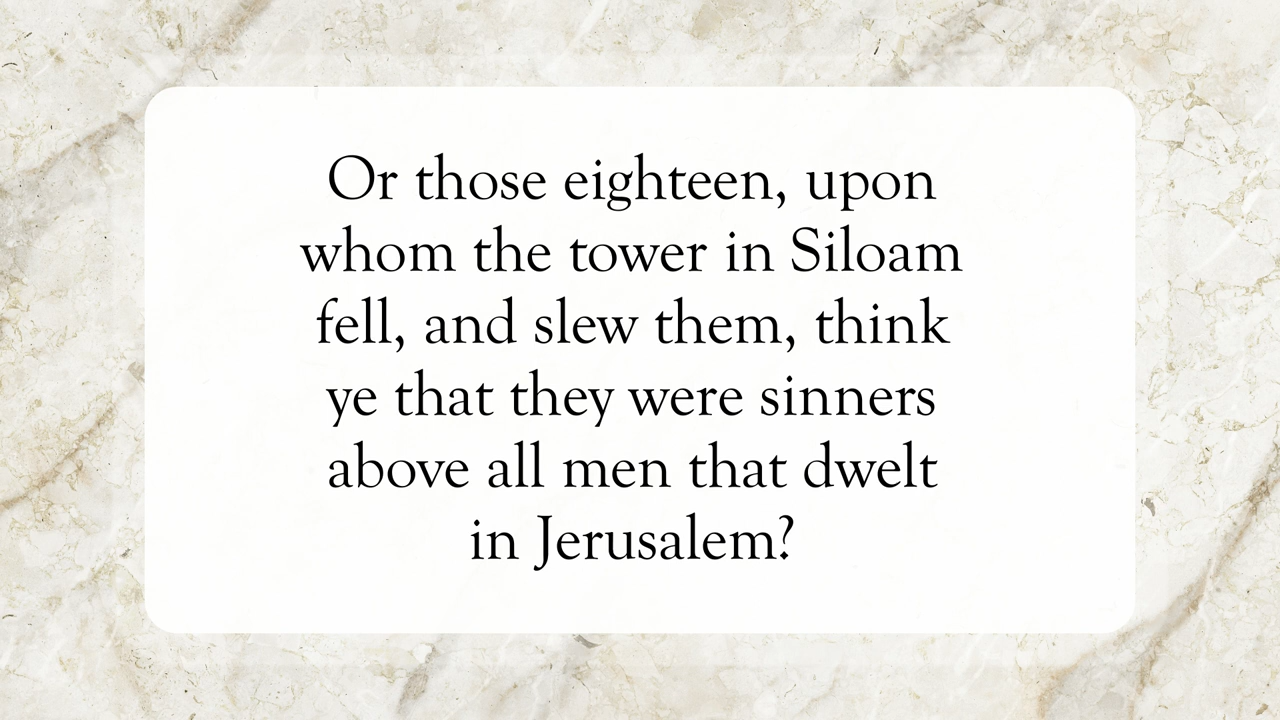 Or those eighteen, upon
whom the tower in Siloam
fell, and slew them, think
ye that they were sinners
above all men that dwelt
in Jerusalem?